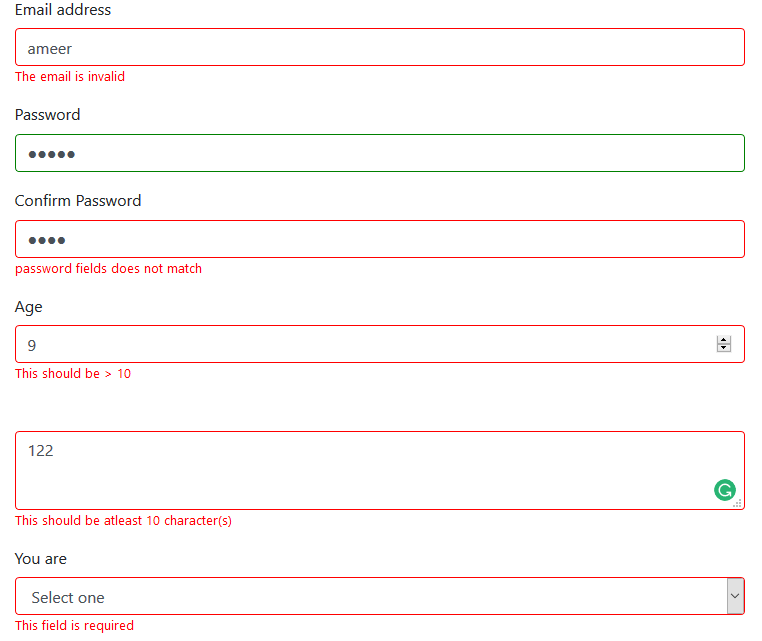 Email address
ameer
The email is invalid
Password
●●●●●
Confirm Password
●●●●
password fields does not match
Age
9
This should be > 10
122
G
This should be atleast 10 character(s)
You are
Select one
This field is required